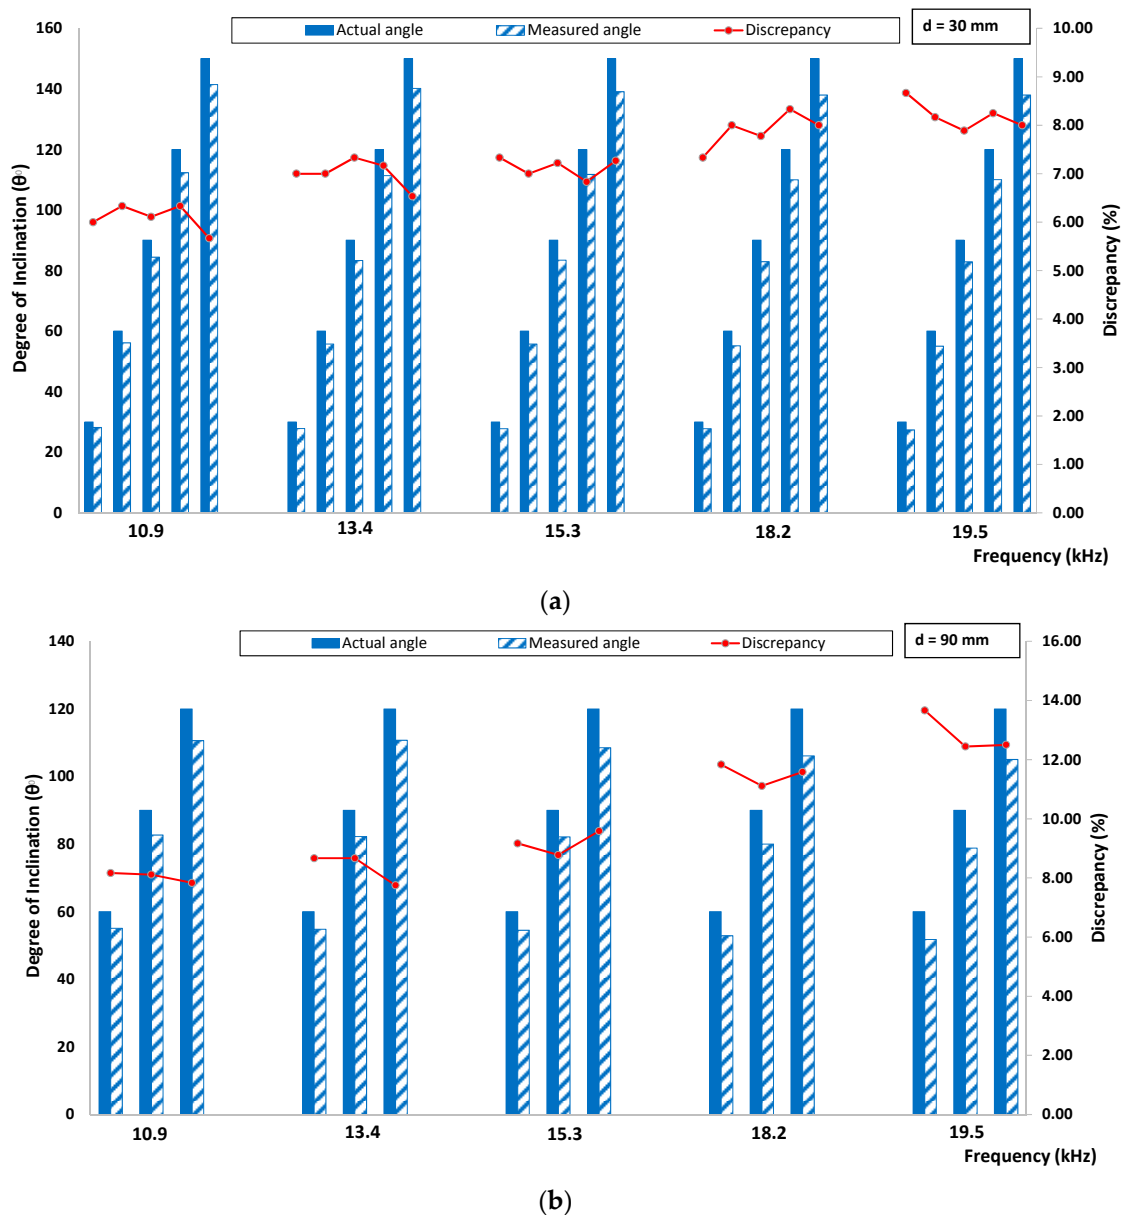 Actual angle Measured angle Discrepancy
d = 30 mm
160
140
120
100
80
60
40
20
0
Degree of Inclination (θ°)
10.00
9.00
8.00
7.00
6.00
5.00
4.00
3.00
2.00
1.00
0.00
Discrepancy (%)
10.9 13.4 15.3 18.2 19.5
Frequency (kHz)
(a)
Actual angle Measured angle Discrepancy
d = 90 mm
140
120
100
80
60
40
20
0
Degree of Inclination (θ°)
16.00
14.00
12.00
10.00
8.00
6.00
4.00
2.00
0.00
Discrepancy (%)
10.9 13.4 15.3 18.2 19.5
Frequency (kHz)
(b)